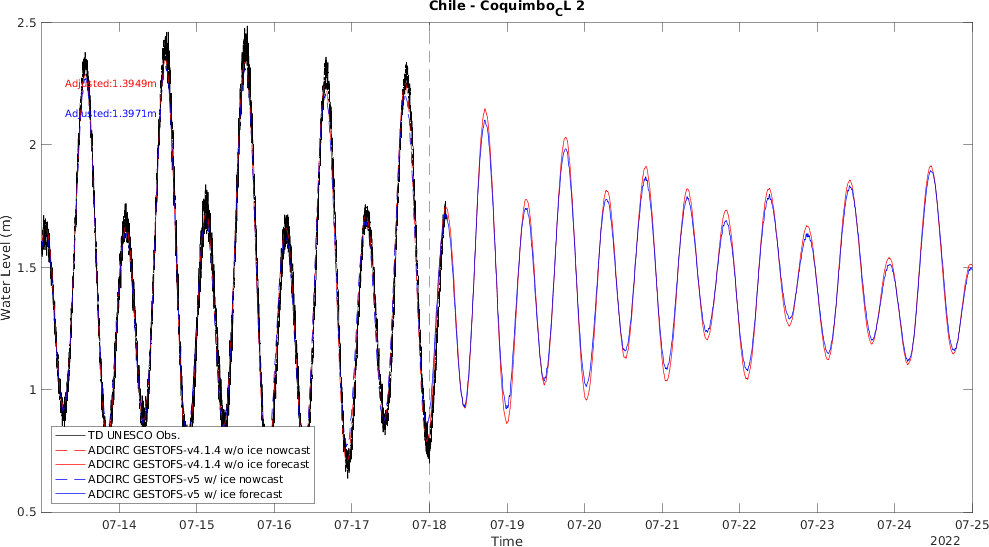 Chile - CoquimboCL 2
Water Level (m)
2.5
2
1.5
1
0.5
Adjusted:1.3949m
Adjusted:1.3971m
TD UNESCO Obs.
ADCIRC GESTOFS-v4.1.4 w/o ice nowcast
ADCIRC GESTOFS-v4.1.4 w/o ice forecast
ADCIRC GESTOFS-v5 w/ ice nowcast
ADCIRC GESTOFS-v5 w/ ice forecast
07-14 07-15 07-16 07-17 07-18 07-19 07-20 07-21 07-22 07-23 07-24 07-25
Time
2022